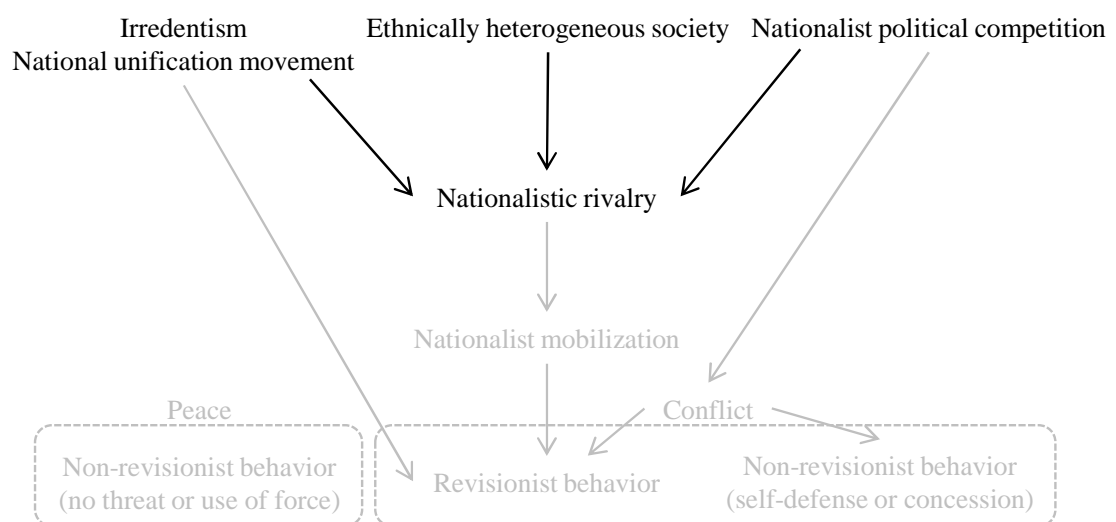 Irredentism
National unification movement
Ethnically heterogeneous society
Nationalist political competition
Nationalistic rivalry
Nationalist mobilization
Peace
Conflict
Non-revisionist behavior
(no threat or use of force)
Revisionist behavior
Non-revisionist behavior
(self-defense or concession)